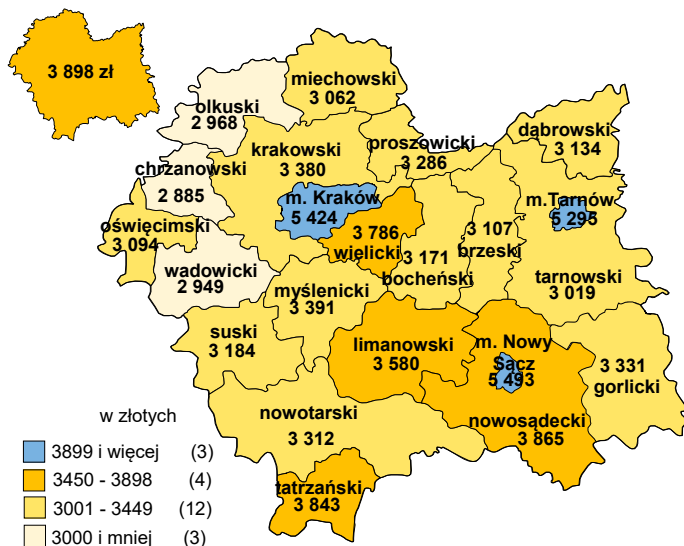 3 898 zł
miechowski
3 062
olkuski
2 968
dąbrowski
3 134
proszowicki
3 286
krakowski
3 380
chrzanowski
2 885
m. Kraków
5 424
m.Tarnów
5 295
oświęcimski
3 094
3 786
wielicki
3 107
brzeski
3 171
bocheński
wadowicki
2 949
tarnowski
3 019
myślenicki
3 391
suski
3 184
limanowski
3 580
m. Nowy
Sącz
5 493
3 331
gorlicki
nowotarski
3 312
nowosądecki
3 865
tatrzański
3 843
w złotych
3899 i więcej (3)
3450 - 3898 (4)
3001 - 3449 (12)
3000 i mniej (3)